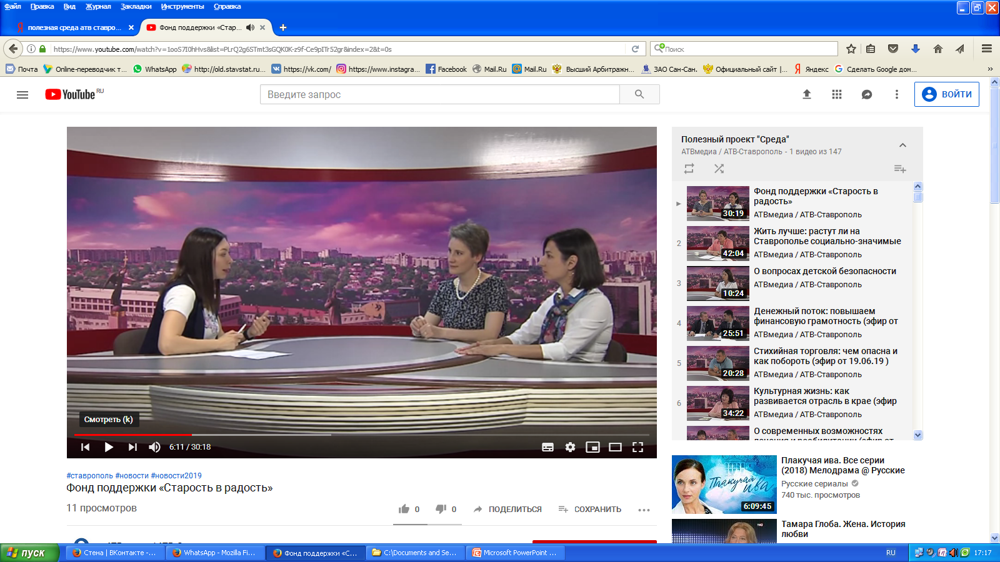 Файл Правка Вид Журнал Закладки Инструменты Справка
полезная среда атв ставро...
Фонд поддержки «Стар...
https://www.youtube.com/watch?v=1ooS7I0hHvs&list=PLrQ2g6STmt3sGQK0K-z9f-Ce9pITr52gr&index=2&t=0s
Поиск
Почта Online-переводчик т... WhatsApp http://old.stavstat.ru... https://vk.com/ https://www.instagra... Facebook Mail.Ru Mail.Ru Высший Арбитражн... ЗАО Сан-Сан. Официальный сайт |... Яндекс Сделать Google дом... »
YouTube RU
Введите запрос
ВОЙТИ
Смотреть (k)
6:11 / 30:18
#ставрополь #новости #новости2019
Фонд поддержки «Старость в радость»
11 просмотров
0 0 ПОДЕЛИТЬСЯ СОХРАНИТЬ
Полезный проект "Среда"
АТВмедиа / АТВ-Ставрополь - 1 видео из 147
30:19
Фонд поддержки «Старость в
радость»
АТВмедиа / АТВ-Ставрополь
2
42:04
Жить лучше: растут ли на
Ставрополье социально-значимые
АТВмедиа / АТВ-Ставрополь
3
10:24
О вопросах детской безопасности
АТВмедиа / АТВ-Ставрополь
4
25:51
Денежный поток: повышаем
финансовую грамотность (эфир от
АТВмедиа / АТВ-Ставрополь
5
20:28
Стихийная торговля: чем опасна и
как побороть (эфир от 19.06.19 )
АТВмедиа / АТВ-Ставрополь
6
34:22
Культурная жизнь: как
развивается отрасль в крае (эфир
АТВмедиа / АТВ-Ставрополь
О современных возможностях
лечения и реабилитации (эфир от
Плакучая ива
6:09:45
Плакучая ива. Все серии
(2018) Мелодрама @ Русские
Русские сериалы
740 тыс. просмотров
Тамара Глоба. Жена. История
любви
пуск
Стена | ВКонтакте -...
WhatsApp - Mozilla Fi...
Фонд поддержки «С...
C:\Documents and Se...
Microsoft PowerPoint ...
RU
17:17